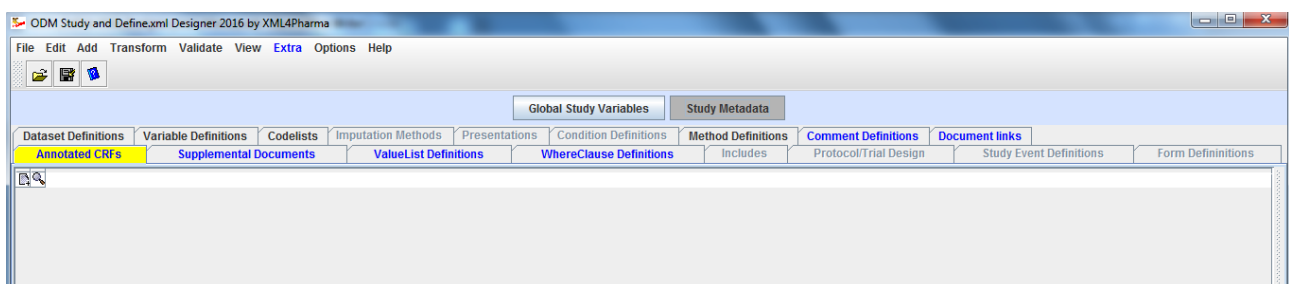 ODM Study and Define.xml Designer 2016 by XML4Pharma
File Edit Add Transform Validate View Extra Options Help
Global Study Variables Study Metadata
Dataset Definitions Variable Definitions Codelists Imputation Methods Presentations Condition Definitions Method Definitions Comment Definitions Document links
Annotated CRFs Supplemental Documents ValueList Definitions WhereClause Definitions Includes Protocol/Trial Design Study Event Definitions Form Defininitions